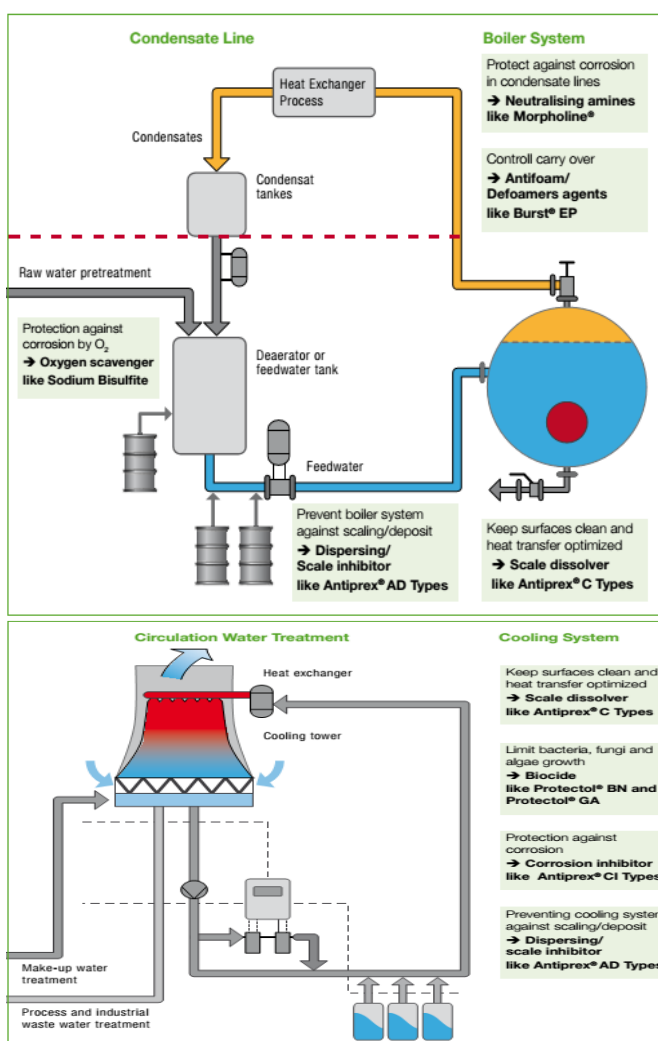 Condensate Line
Boiler System
Heat Exchanger
Process
Protect against corrosion
in condensate lines
➔ Neutralising amines
like Morpholine®
Condensates
Controll carry over
➔ Antifoam/
Defoamers agents
like Burst® EP
Condensat
tankes
Raw water pretreatment
Protection against
corrosion by O₂
➔ Oxygen scavenger
like Sodium Bisulfite
Deaerator or
feedwater tank
Feedwater
Prevent boiler system
against scaling/deposit
➔ Dispersing/
Scale inhibitor
like Antiprex® AD Types
Keep surfaces clean and
heat transfer optimized
➔ Scale dissolver
like Antiprex® C Types
Circulation Water Treatment
Cooling System
Heat exchanger
Cooling tower
Keep surfaces clean and
heat transfer optimized
➔ Scale dissolver
like Antiprex® C Types
Limit bacteria, fungi and
algae growth
➔ Biocide
like Protectol® BN and
Protectol® GA
Protection against
corrosion
➔ Corrosion inhibitor
like Antiprex® CI Types
Preventing cooling system
against scaling/deposit
➔ Dispersing/
scale inhibitor
like Antiprex® AD Types
Make-up water
treatment
Process and industrial
waste water treatment